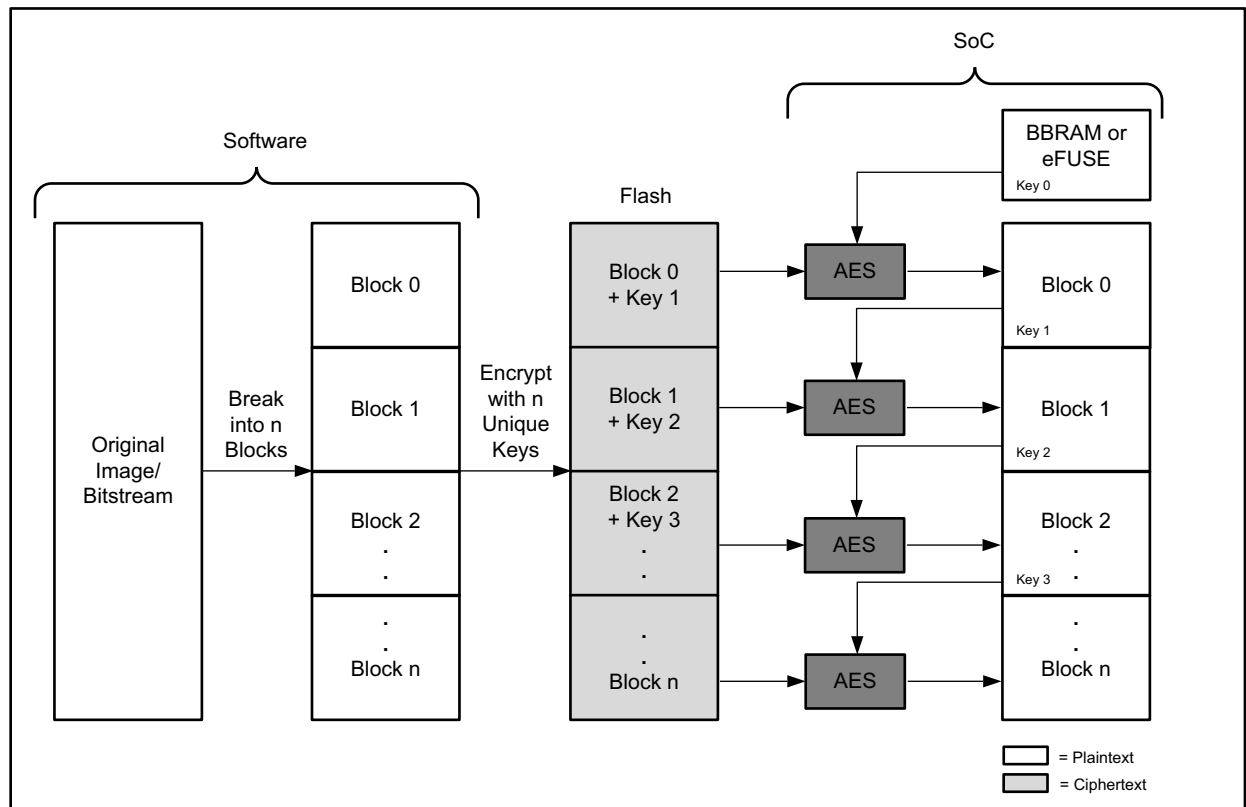 SoC
Software
BBRAM or
eFUSE
Key 0
Flash
Original
Image/
Bitstream
Break
into n
Blocks
Block 0
Block 1
Block 2
.
.
.
.
Block n
Encrypt
with n
Unique
Keys
Block 0
+ Key 1
Block 1
+ Key 2
Block 2
+ Key 3
.
.
.
.
Block n
AES
AES
AES
AES
Block 0
Key 1
Block 1
Key 2
Block 2
.
.
Key 3
.
.
Block n
= Plaintext
= Ciphertext